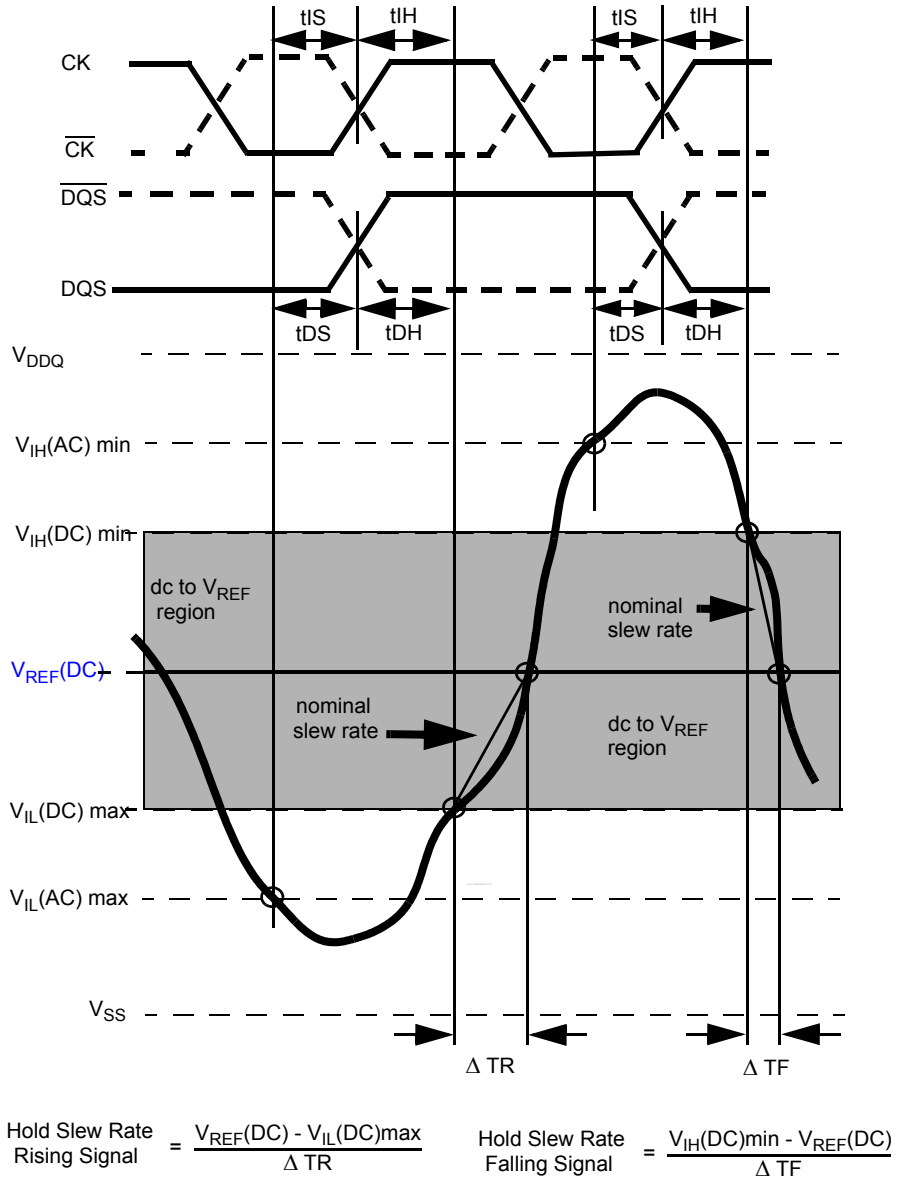 tIS tIH tIS tIH
CK
C̅K̅
D̅Q̅S̅
DQS
tDS tDH tDS tDH
VDDQ
VIH(AC) min
VIH(DC) min
dc to VREF
region
nominal
slew rate
VREF(DC)
nominal
slew rate
dc to VREF
region
VIL(DC) max
VIL(AC) max
VSS
Δ TR Δ TF
Hold Slew Rate
Rising Signal
= VREF(DC) - VIL(DC)max
Δ TR
Hold Slew Rate
Falling Signal
= VIH(DC)min - VREF(DC)
Δ TF